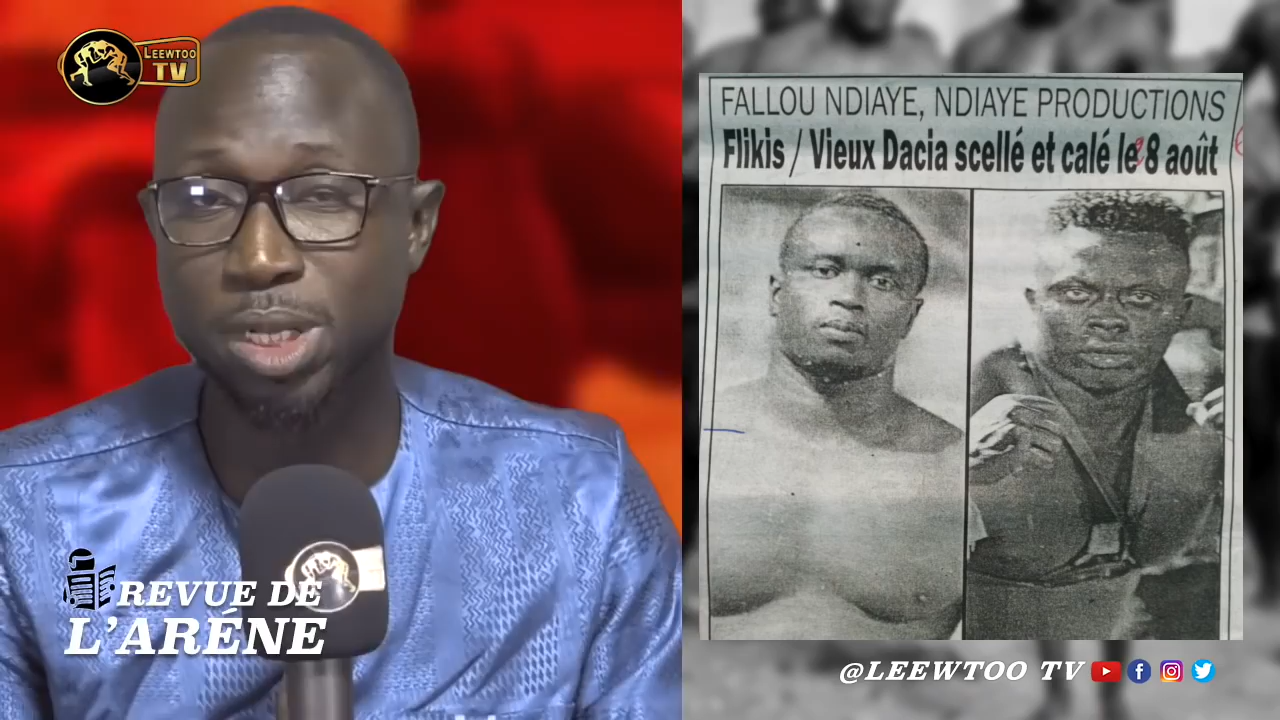 LEEWTOO
TV
FALLOU NDIAYE, NDIAYE PRODUCTIONS
Flikis / Vieux Dacia scellé et calé le 8 août
REVUE DE
L'ARÉNE
@LEEWTOO TV